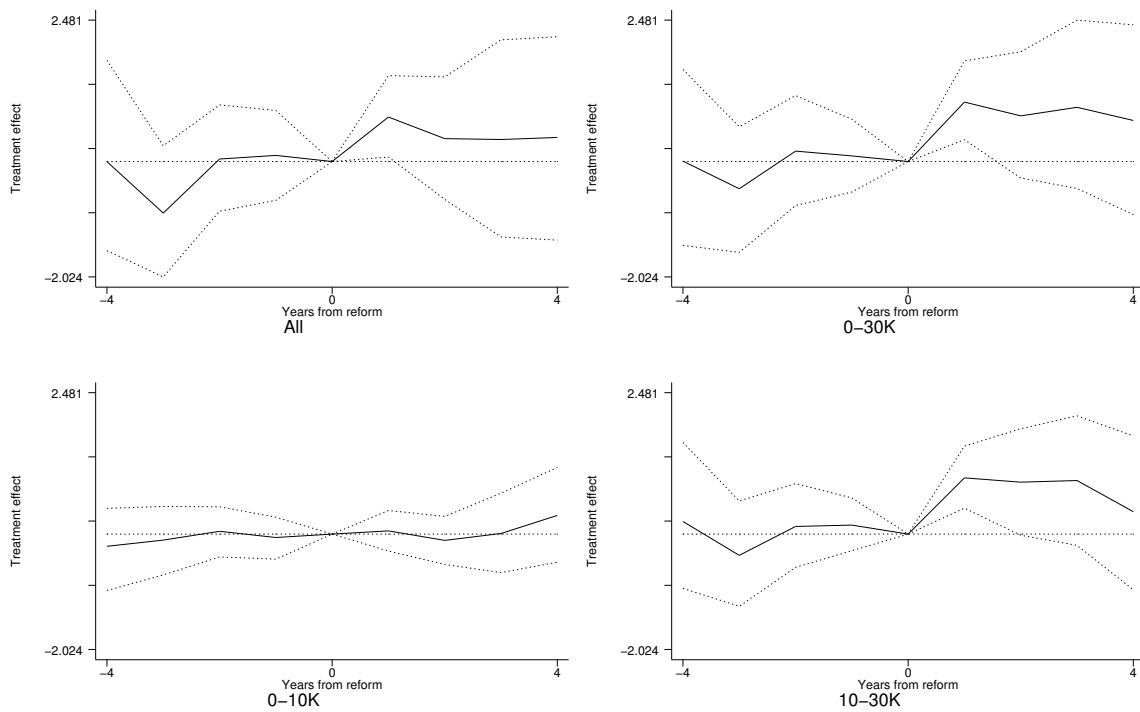 2.481
Treatment effect
−2.024
−4 0 4
Years from reform
All
2.481
Treatment effect
−2.024
−4 0 4
Years from reform
0−30K
2.481
Treatment effect
−2.024
−4 0 4
Years from reform
0−10K
2.481
Treatment effect
−2.024
−4 0 4
Years from reform
10−30K